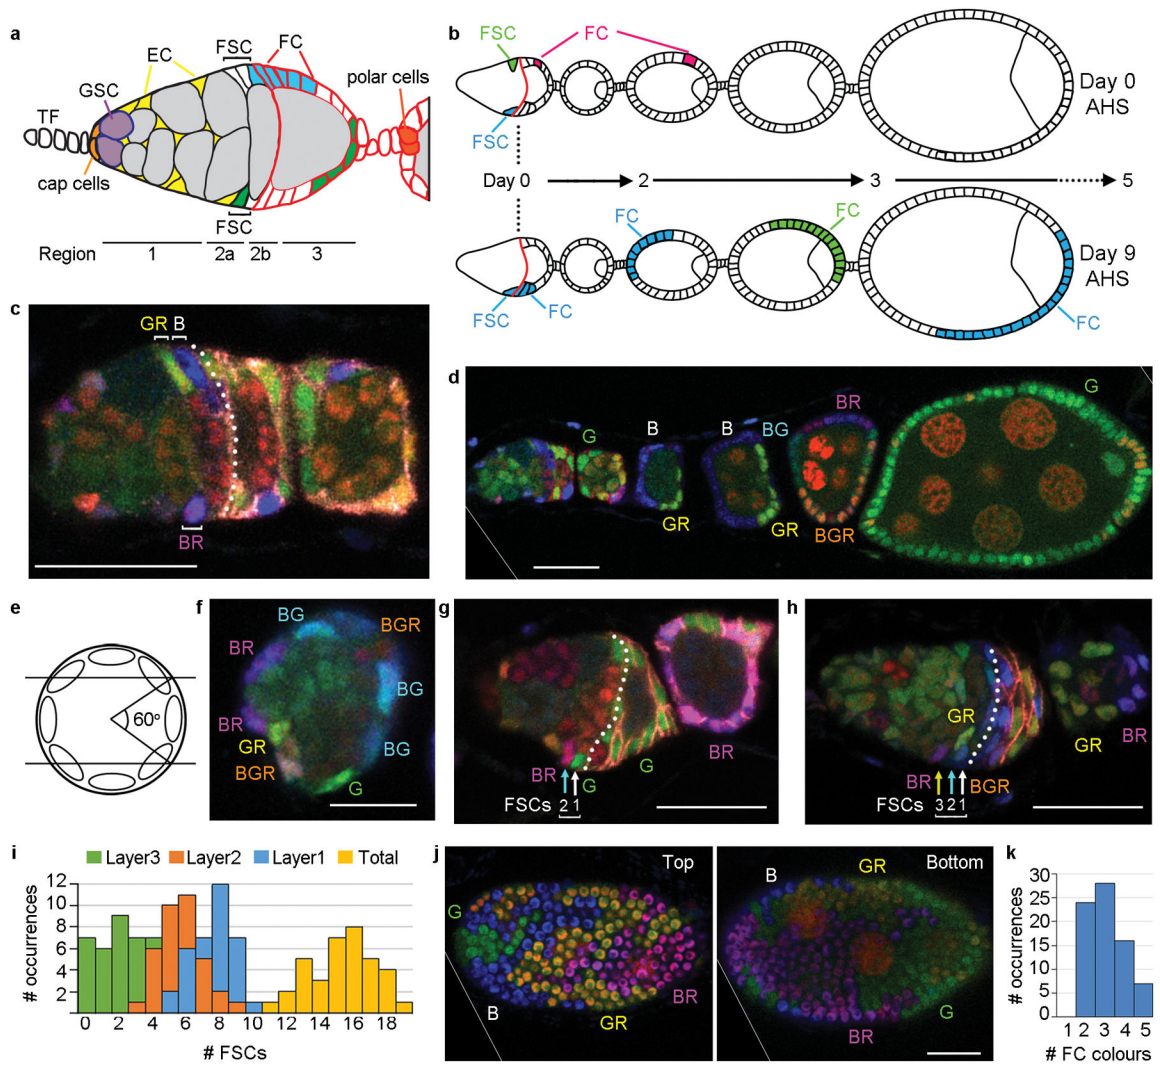 a
FSC
FC
EC
GSC
polar cells
TF
cap cells
FSC
Region 1 2a 2b 3
b
FSC
FC
Day 0
AHS
FSC
Day 0 2 3 5
FC
FC
Day 9
AHS
FSC
FC
FC
c
GR B
BR
d
G
BR
B B BG
G
GR
GR
BGR
e
60°
f
BG
BGR
BR
BG
BR
GR
BGR
BG
G
g
BR
G
G
BR
FSCs 2 1
h
GR
BR
BGR
GR
BR
FSCs 3 2 1
i
Layer3 Layer2 Layer1 Total
# occurrences
12
10
8
6
4
2
0 2 4 6 8 10 12 14 16 18
# FSCs
j
Top
G
B
GR
BR
Bottom
B
GR
BR
G
k
# occurrences
30
25
20
15
10
5
0
1 2 3 4 5
# FC colours